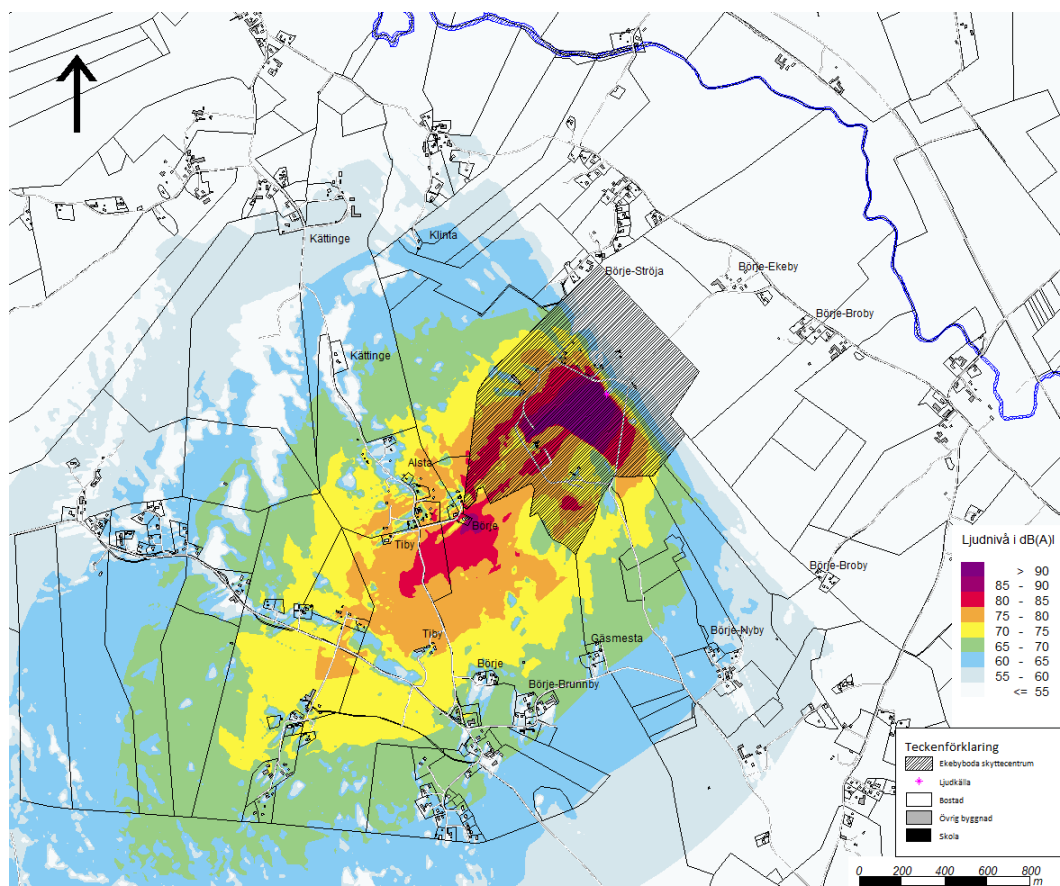 Kättinge
Klinta
Börje-Ströja
Börje-Ekeby
Börje-Broby
Kättinge
Alsta
Börje
Tiby
Börje-Broby
Tiby
Gäsmesta
Börje-Nyby
Börje
Börje-Brunnby
Ljudnivå i dB(A)I
> 90
85 - 90
80 - 85
75 - 80
70 - 75
65 - 70
60 - 65
55 - 60
<= 55
Teckenförklaring
Ekebyboda skyttecentrum
Ljudkälla
Bostad
Övrig byggnad
Skola
0 200 400 600 800
m